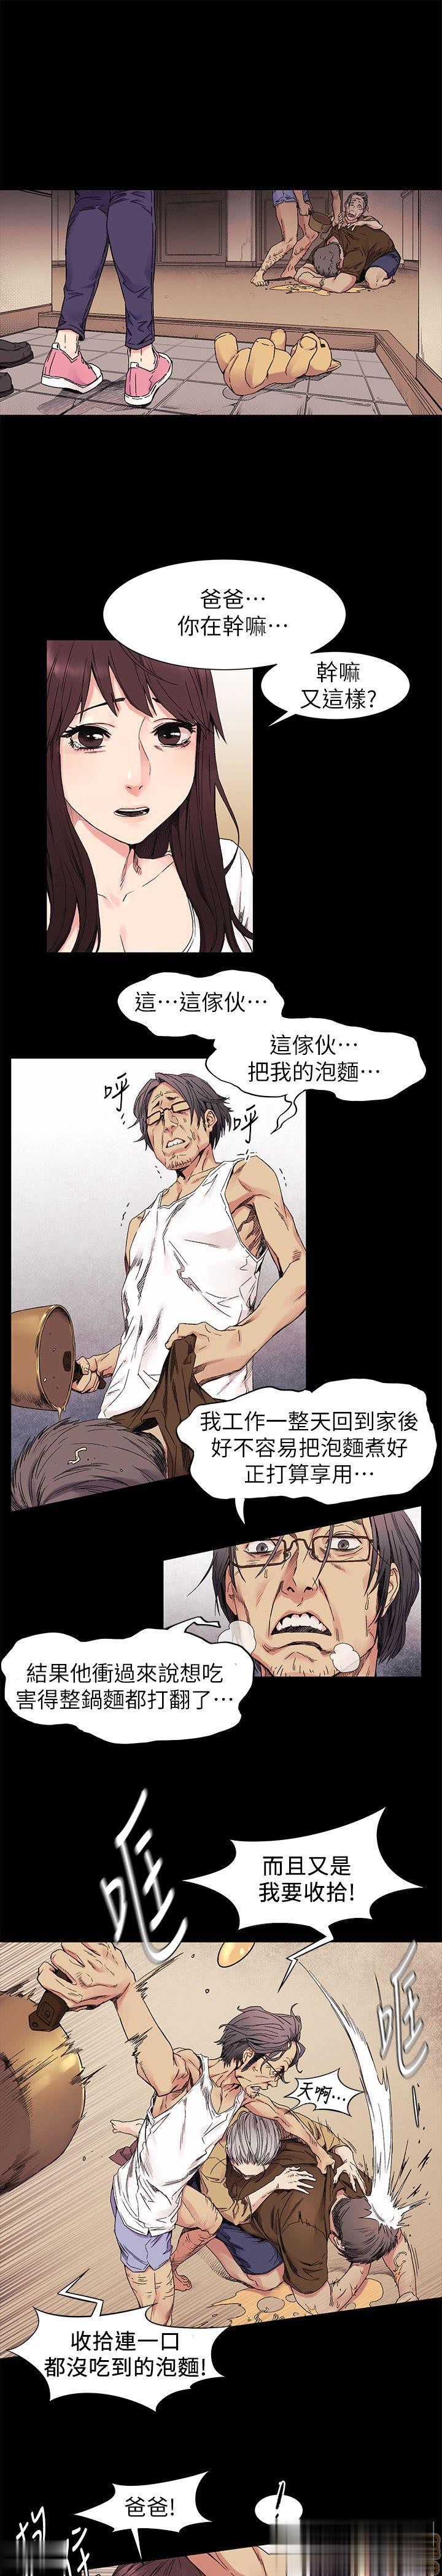 爸爸…
你在幹嘛…
幹嘛
又這樣?
這…這傢伙…
這傢伙…
把我的泡麵…
呼
呼
我工作一整天回到家後
好不容易把泡麵煮好
正打算享用…
結果他衝過來說想吃
害得整鍋麵都打翻了…
而且又是
我要收拾!
哐
哐
天啊…
收拾連一口
都沒吃到的泡麵!
爸爸!